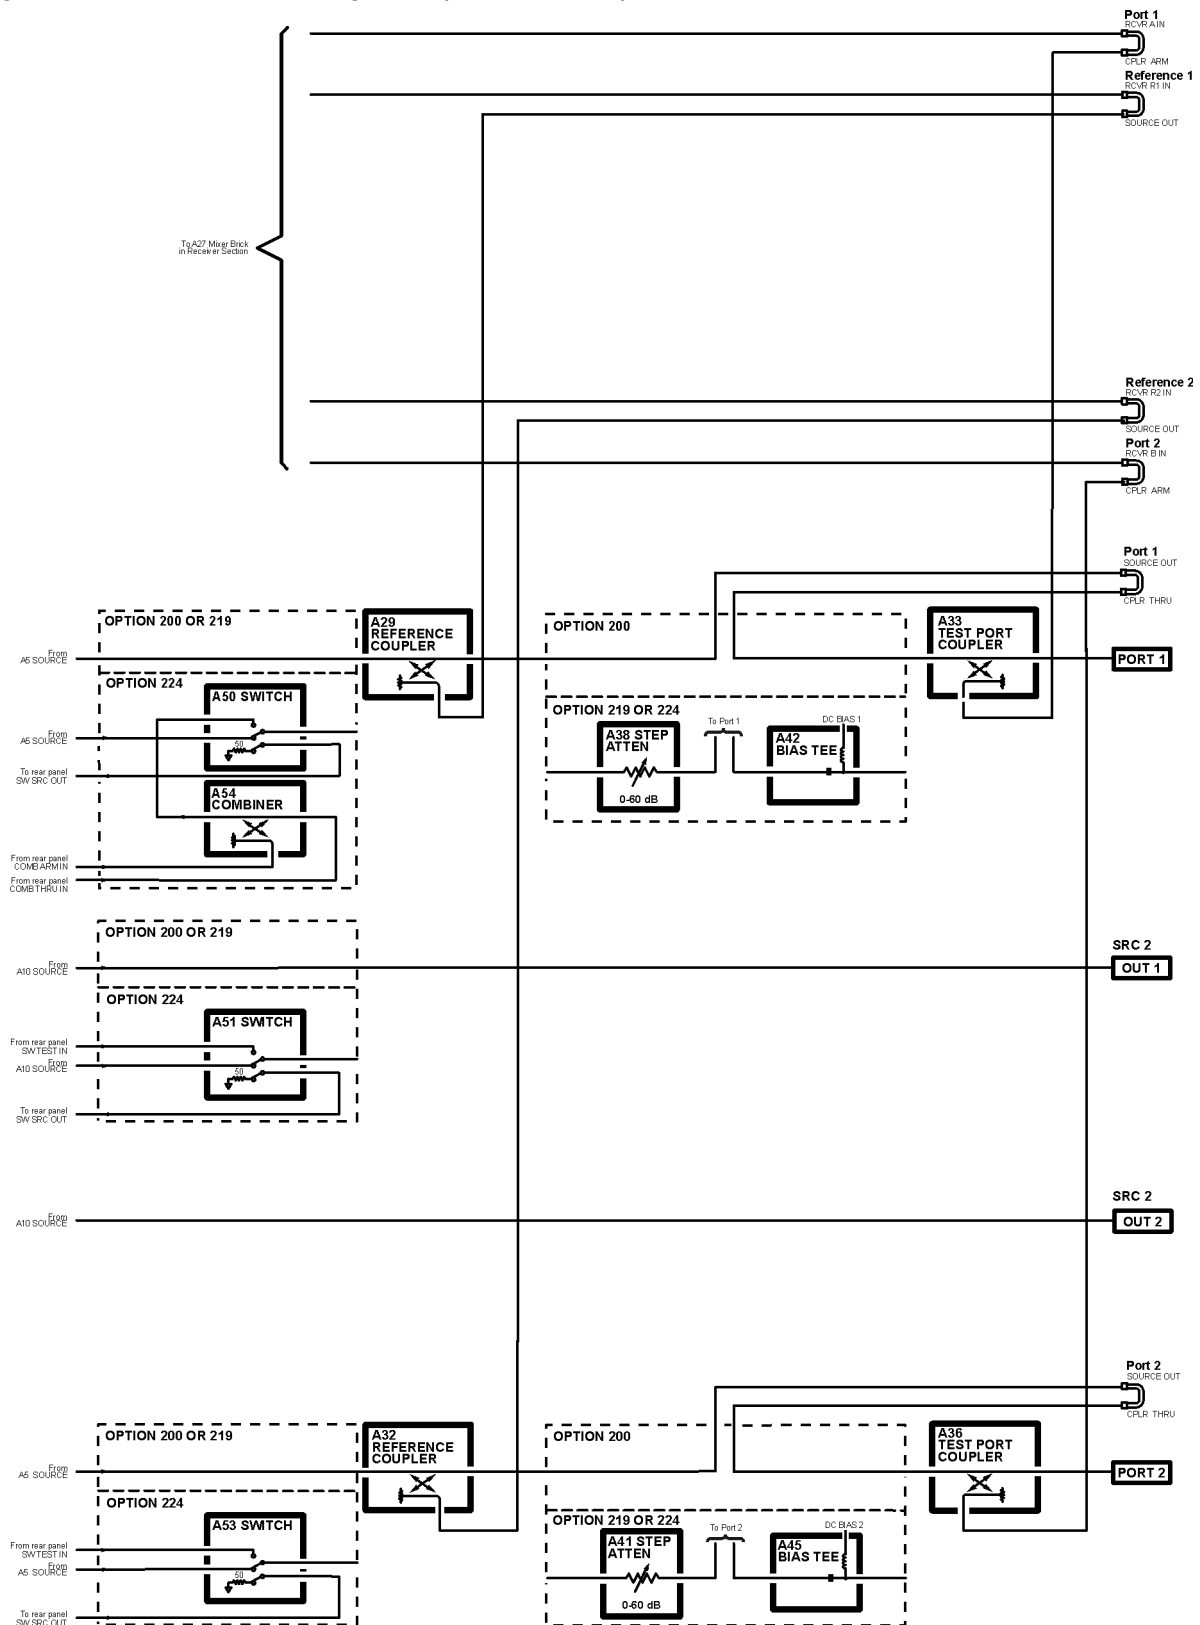 Port 1
RCVR A IN
CPLR ARM
Reference 1
RCVR R1 IN
SOURCE OUT
To A27 Mixer Brick
in Receiver Section
Reference 2
RCVR R2 IN
SOURCE OUT
Port 2
RCVR B IN
CPLR ARM
Port 1
SOURCE OUT
CPLR THRU
OPTION 200 OR 219
A29
REFERENCE
COUPLER
OPTION 200
A33
TEST PORT
COUPLER
From
A5 SOURCE
PORT 1
OPTION 224
A50 SWITCH
From
A5 SOURCE
50
To rear panel
SW SRC OUT
A54
COMBINER
From rear panel
COMB ARM IN
From rear panel
COMB THRU IN
OPTION 219 OR 224
A38 STEP
ATTEN
0-60 dB
To Port 1
DC BIAS 1
A42
BIAS TEE
OPTION 200 OR 219
From
A10 SOURCE
SRC 2
OUT 1
OPTION 224
A51 SWITCH
From rear panel
SW TEST IN
From
A10 SOURCE
50
To rear panel
SW SRC OUT
From
A10 SOURCE
SRC 2
OUT 2
Port 2
SOURCE OUT
CPLR THRU
OPTION 200 OR 219
A32
REFERENCE
COUPLER
OPTION 200
A36
TEST PORT
COUPLER
From
A5 SOURCE
PORT 2
OPTION 224
A53 SWITCH
From rear panel
SW TEST IN
From
A5 SOURCE
50
To rear panel
SW SRC OUT
OPTION 219 OR 224
A41 STEP
ATTEN
0-60 dB
To Port 2
DC BIAS 2
A45
BIAS TEE